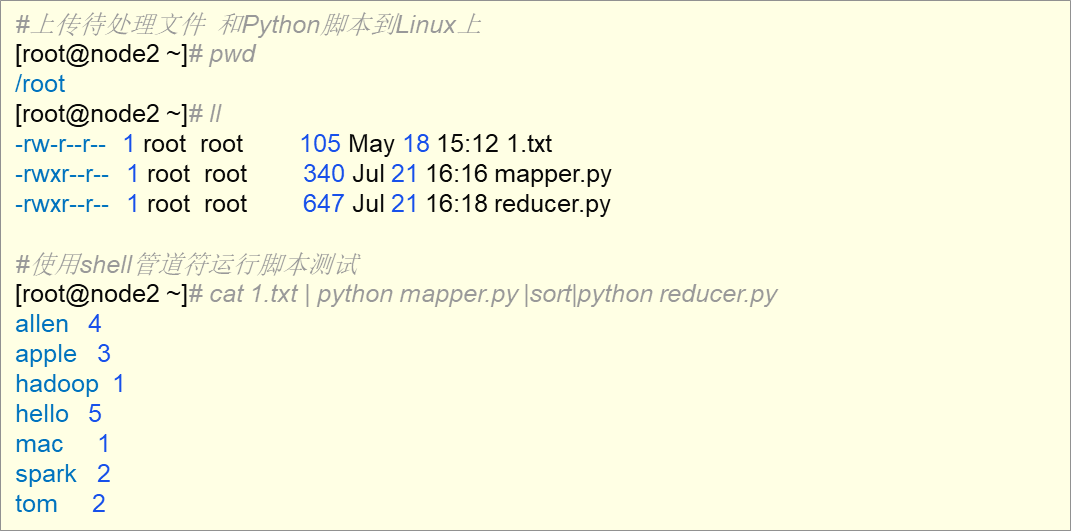 #上传待处理文件 和Python脚本到Linux上
[root@node2 ~]# pwd
/root
[root@node2 ~]# ll
-rw-r--r-- 1 root root 105 May 18 15:12 1.txt
-rwxr--r-- 1 root root 340 Jul 21 16:16 mapper.py
-rwxr--r-- 1 root root 647 Jul 21 16:18 reducer.py
#使用shell管道符运行脚本测试
[root@node2 ~]# cat 1.txt | python mapper.py |sort|python reducer.py
allen 4
apple 3
hadoop 1
hello 5
mac 1
spark 2
tom 2